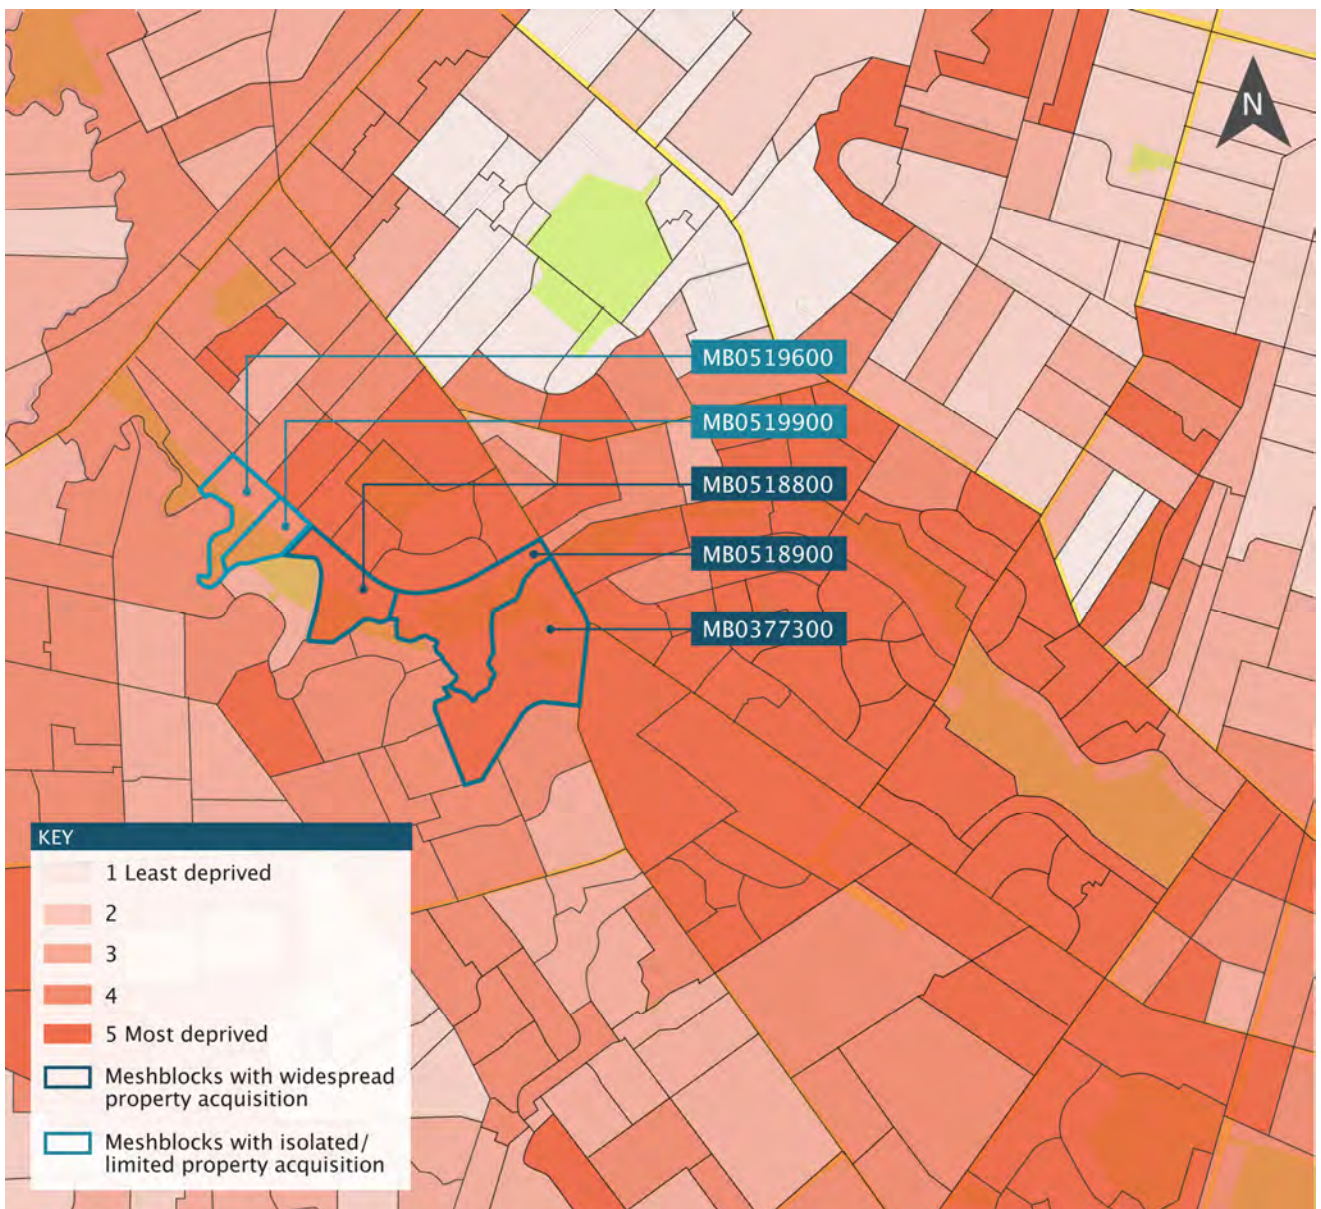 N
MB0519600
MB0519900
MB0518800
MB0518900
MB0377300
KEY
1 Least deprived
2
3
4
5 Most deprived
Meshblocks with widespread
property acquisition
Meshblocks with isolated/
limited property acquisition